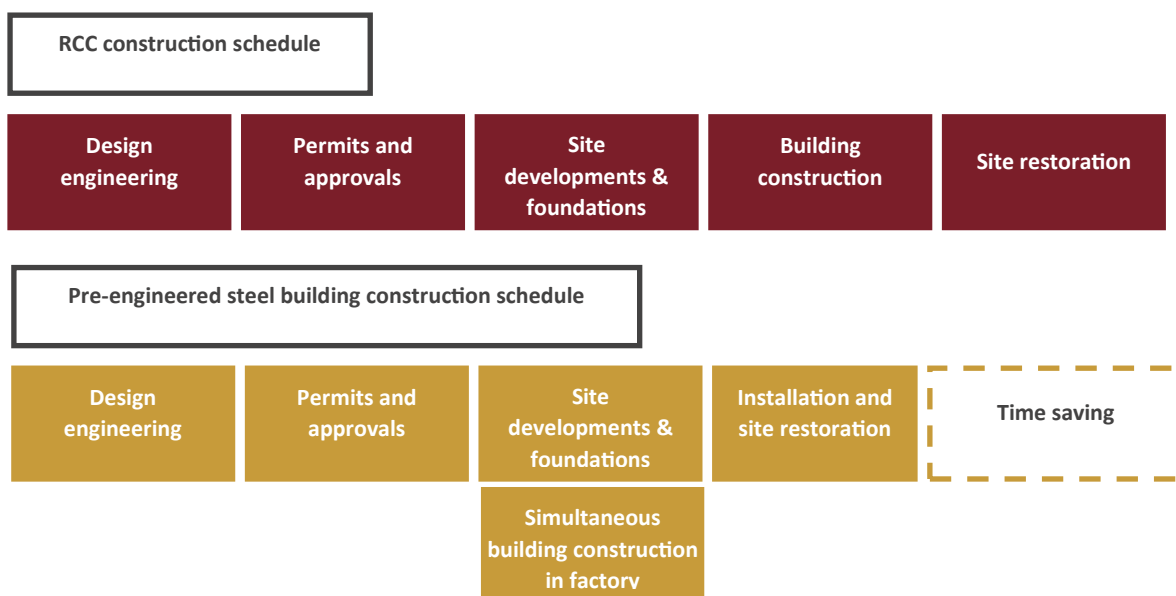 RCC construction schedule
Design
engineering
Permits and
approvals
Site
developments &
foundations
Building
construction
Site restoration
Pre-engineered steel building construction schedule
Design
engineering
Permits and
approvals
Site
developments &
foundations
Installation and
site restoration
Time saving
Simultaneous
building construction
in factory